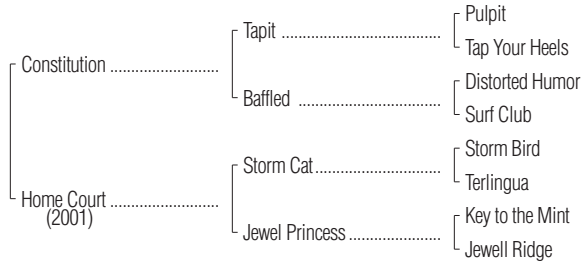 Pulpit
Tapit ........................................
Tap Your Heels
Constitution ...........................
Distorted Humor
Baffled ...................................
Surf Club
Storm Bird
Storm Cat................................
Terlingua
Home Court ...........................
(2001)
Key to the Mint
Jewel Princess.......................
Jewell Ridge